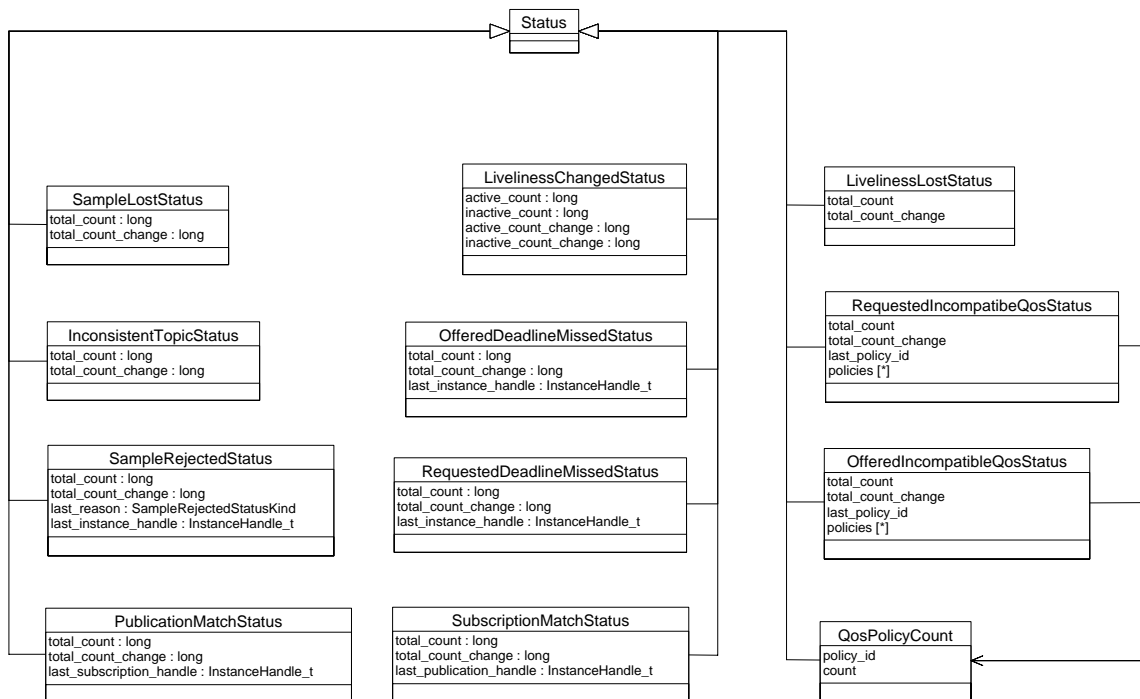 Status
SampleLostStatus
total_count : long
total_count_change : long
InconsistentTopicStatus
total_count : long
total_count_change : long
SampleRejectedStatus
total_count : long
total_count_change : long
last_reason : SampleRejectedStatusKind
last_instance_handle : InstanceHandle_t
PublicationMatchStatus
total_count : long
total_count_change : long
last_subscription_handle : InstanceHandle_t
LivelinessChangedStatus
active_count : long
inactive_count : long
active_count_change : long
inactive_count_change : long
OfferedDeadlineMissedStatus
total_count : long
total_count_change : long
last_instance_handle : InstanceHandle_t
RequestedDeadlineMissedStatus
total_count : long
total_count_change : long
last_instance_handle : InstanceHandle_t
SubscriptionMatchStatus
total_count : long
total_count_change : long
last_publication_handle : InstanceHandle_t
LivelinessLostStatus
total_count
total_count_change
RequestedIncompatibeQosStatus
total_count
total_count_change
last_policy_id
policies [*]
OfferedIncompatibleQosStatus
total_count
total_count_change
last_policy_id
policies [*]
QosPolicyCount
policy_id
count